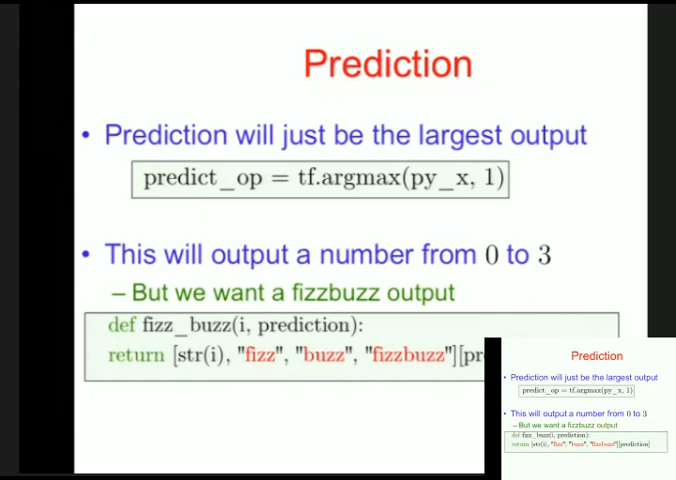 Prediction
• Prediction will just be the largest output
predict_op = tf.argmax(py_x, 1)
• This will output a number from 0 to 3
– But we want a fizzbuzz output
def fizz_buzz(i, prediction):
return [str(i), "fizz", "buzz", "fizzbuzz"][pr
Prediction
• Prediction will just be the largest output
predict_op = tf.argmax(py_x, 1)
• This will output a number from 0 to 3
– But we want a fizzbuzz output
def fizz_buzz(i, prediction):
return [str(i), "fizz", "buzz", "fizzbuzz"][prediction]